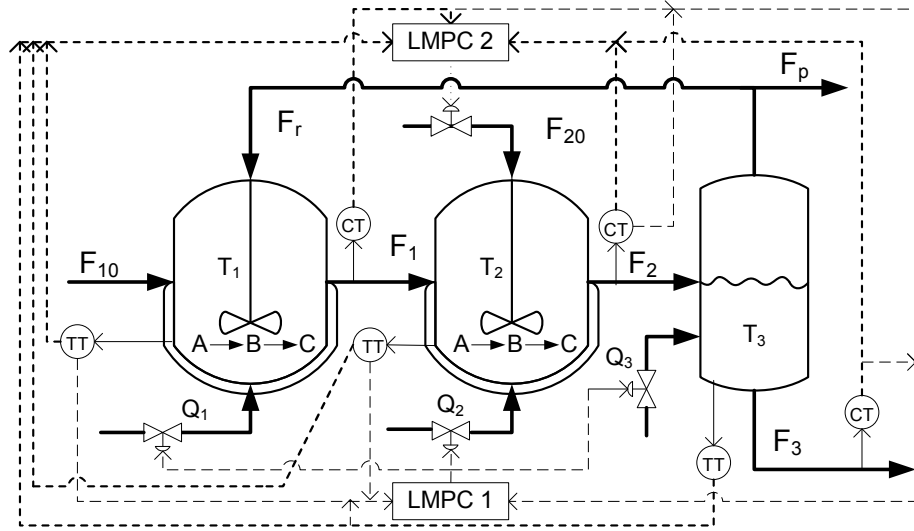 LMPC 2
F_p
F_r
F_20
CT
CT
F_10
T_1
F_1
T_2
F_2
T_3
TT
A → B → C
TT
A → B → C
Q_3
Q_1
Q_2
CT
F_3
TT
LMPC 1